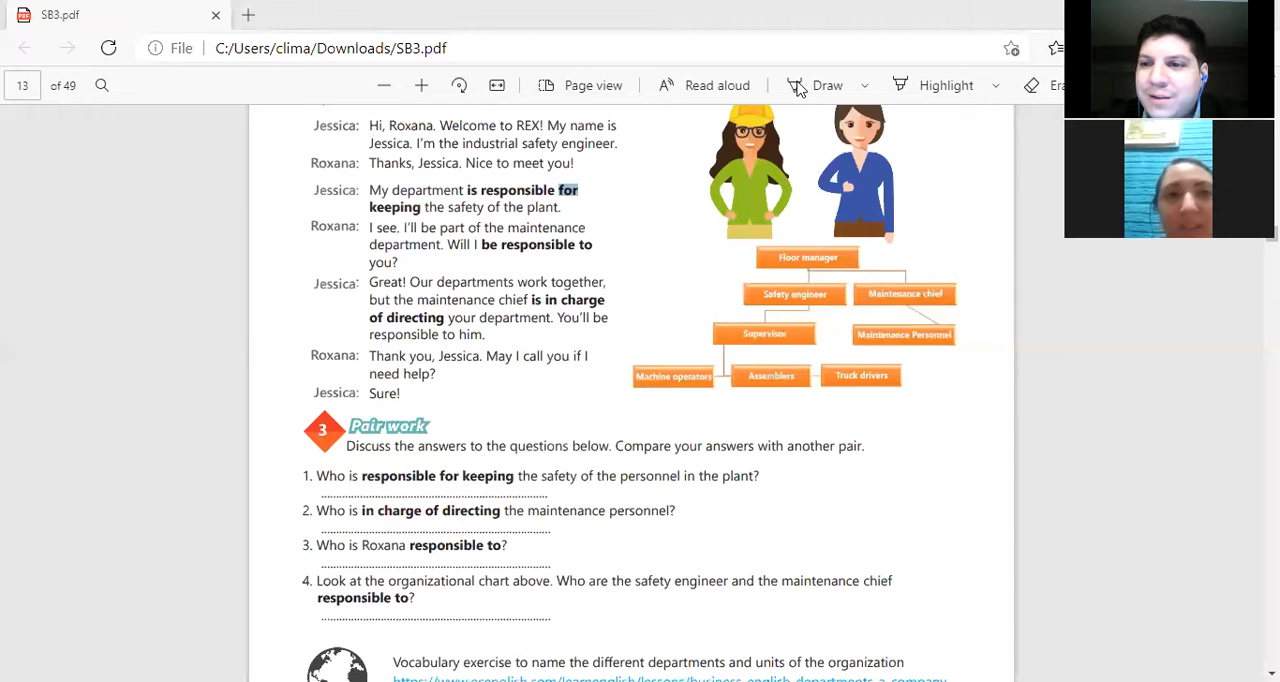 SB3.pdf
File C:/Users/clima/Downloads/SB3.pdf
13 of 49 Page view Read aloud Draw Highlight
Jessica: Hi, Roxana. Welcome to REX! My name is
Jessica. I'm the industrial safety engineer.
Roxana: Thanks, Jessica. Nice to meet you!
Jessica: My department is responsible for
keeping the safety of the plant.
Roxana: I see. I'll be part of the maintenance
department. Will I be responsible to
you?
Jessica: Great! Our departments work together,
but the maintenance chief is in charge
of directing your department. You'll be
responsible to him.
Roxana: Thank you, Jessica. May I call you if I
need help?
Jessica: Sure!
Floor manager
Safety engineer Maintenance chief
Supervisor Maintenance Personnel
Machine operators Assemblers Truck drivers
3 Pair work
Discuss the answers to the questions below. Compare your answers with another pair.
1. Who is responsible for keeping the safety of the personnel in the plant?
2. Who is in charge of directing the maintenance personnel?
3. Who is Roxana responsible to?
4. Look at the organizational chart above. Who are the safety engineer and the maintenance chief
responsible to?
Vocabulary exercise to name the different departments and units of the organization